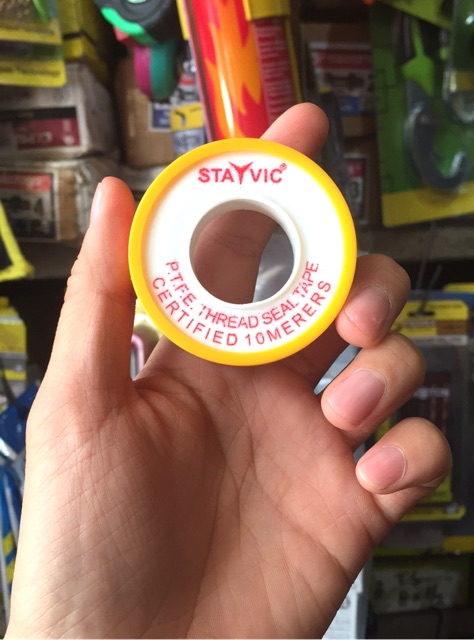 STAYVIC®
P.T.F.E. THREAD SEAL TAPE
CERTIFIED 10MERERS